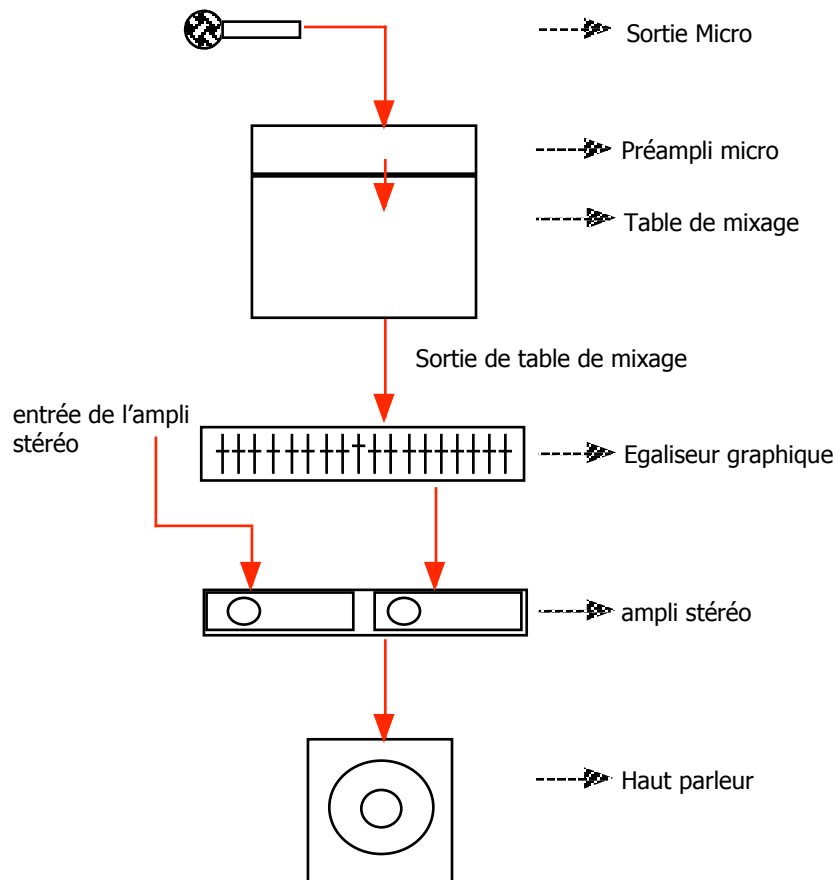 Sortie Micro
Préampli micro
Table de mixage
Sortie de table de mixage
entrée de l’ampli
stéréo
Egaliseur graphique
ampli stéréo
Haut parleur